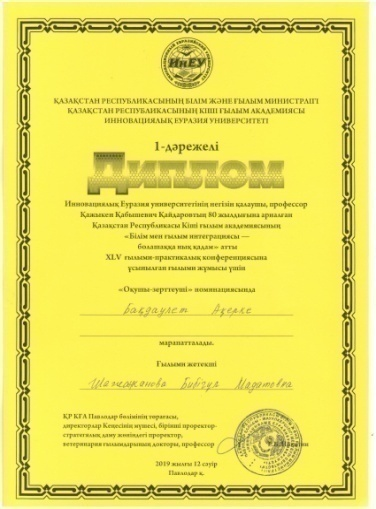 ИнЕУ
ҚАЗАҚСТАН РЕСПУБЛИКАСЫНЫҢ БІЛІМ ЖӘНЕ ҒЫЛЫМ МИНИСТРЛІГІ
ҚАЗАҚСТАН РЕСПУБЛИКАСЫНЫҢ КІШІ ҒЫЛЫМ АКАДЕМИЯСЫ
ИННОВАЦИЯЛЫҚ ЕУРАЗИЯ УНИВЕРСИТЕТІ
1-дәрежелі
ДИПЛОМ
Инновациялық Еуразия университетінің негізін қалаушы, профессор
Қажыкен Қабышевич Қайдаровтың 80 жылдығына арналған
Қазақстан Республикасы Кіші ғылым академиясының
«Білім мен ғылым интеграциясы —
болашаққа нық қадам» атты
XLV ғылыми-практикалық конференциясына
ұсынылған ғылыми жұмысы үшін
«Оқушы-зерттеуші» номинациясында
Бақдаулет Ақерке
марапатталады.
Ғылыми жетекші
Шаяхжанова Бибігүл Мадатовна
ҚР КҒА Павлодар бөлімінің төрағасы,
директорлар Кеңесінің мүшесі, бірінші проректор-
стратегиялық даму жөніндегі проректор,
ветеринария ғылымдарының докторы, профессор
2019 жылғы 12 сәуір
Павлодар қ.